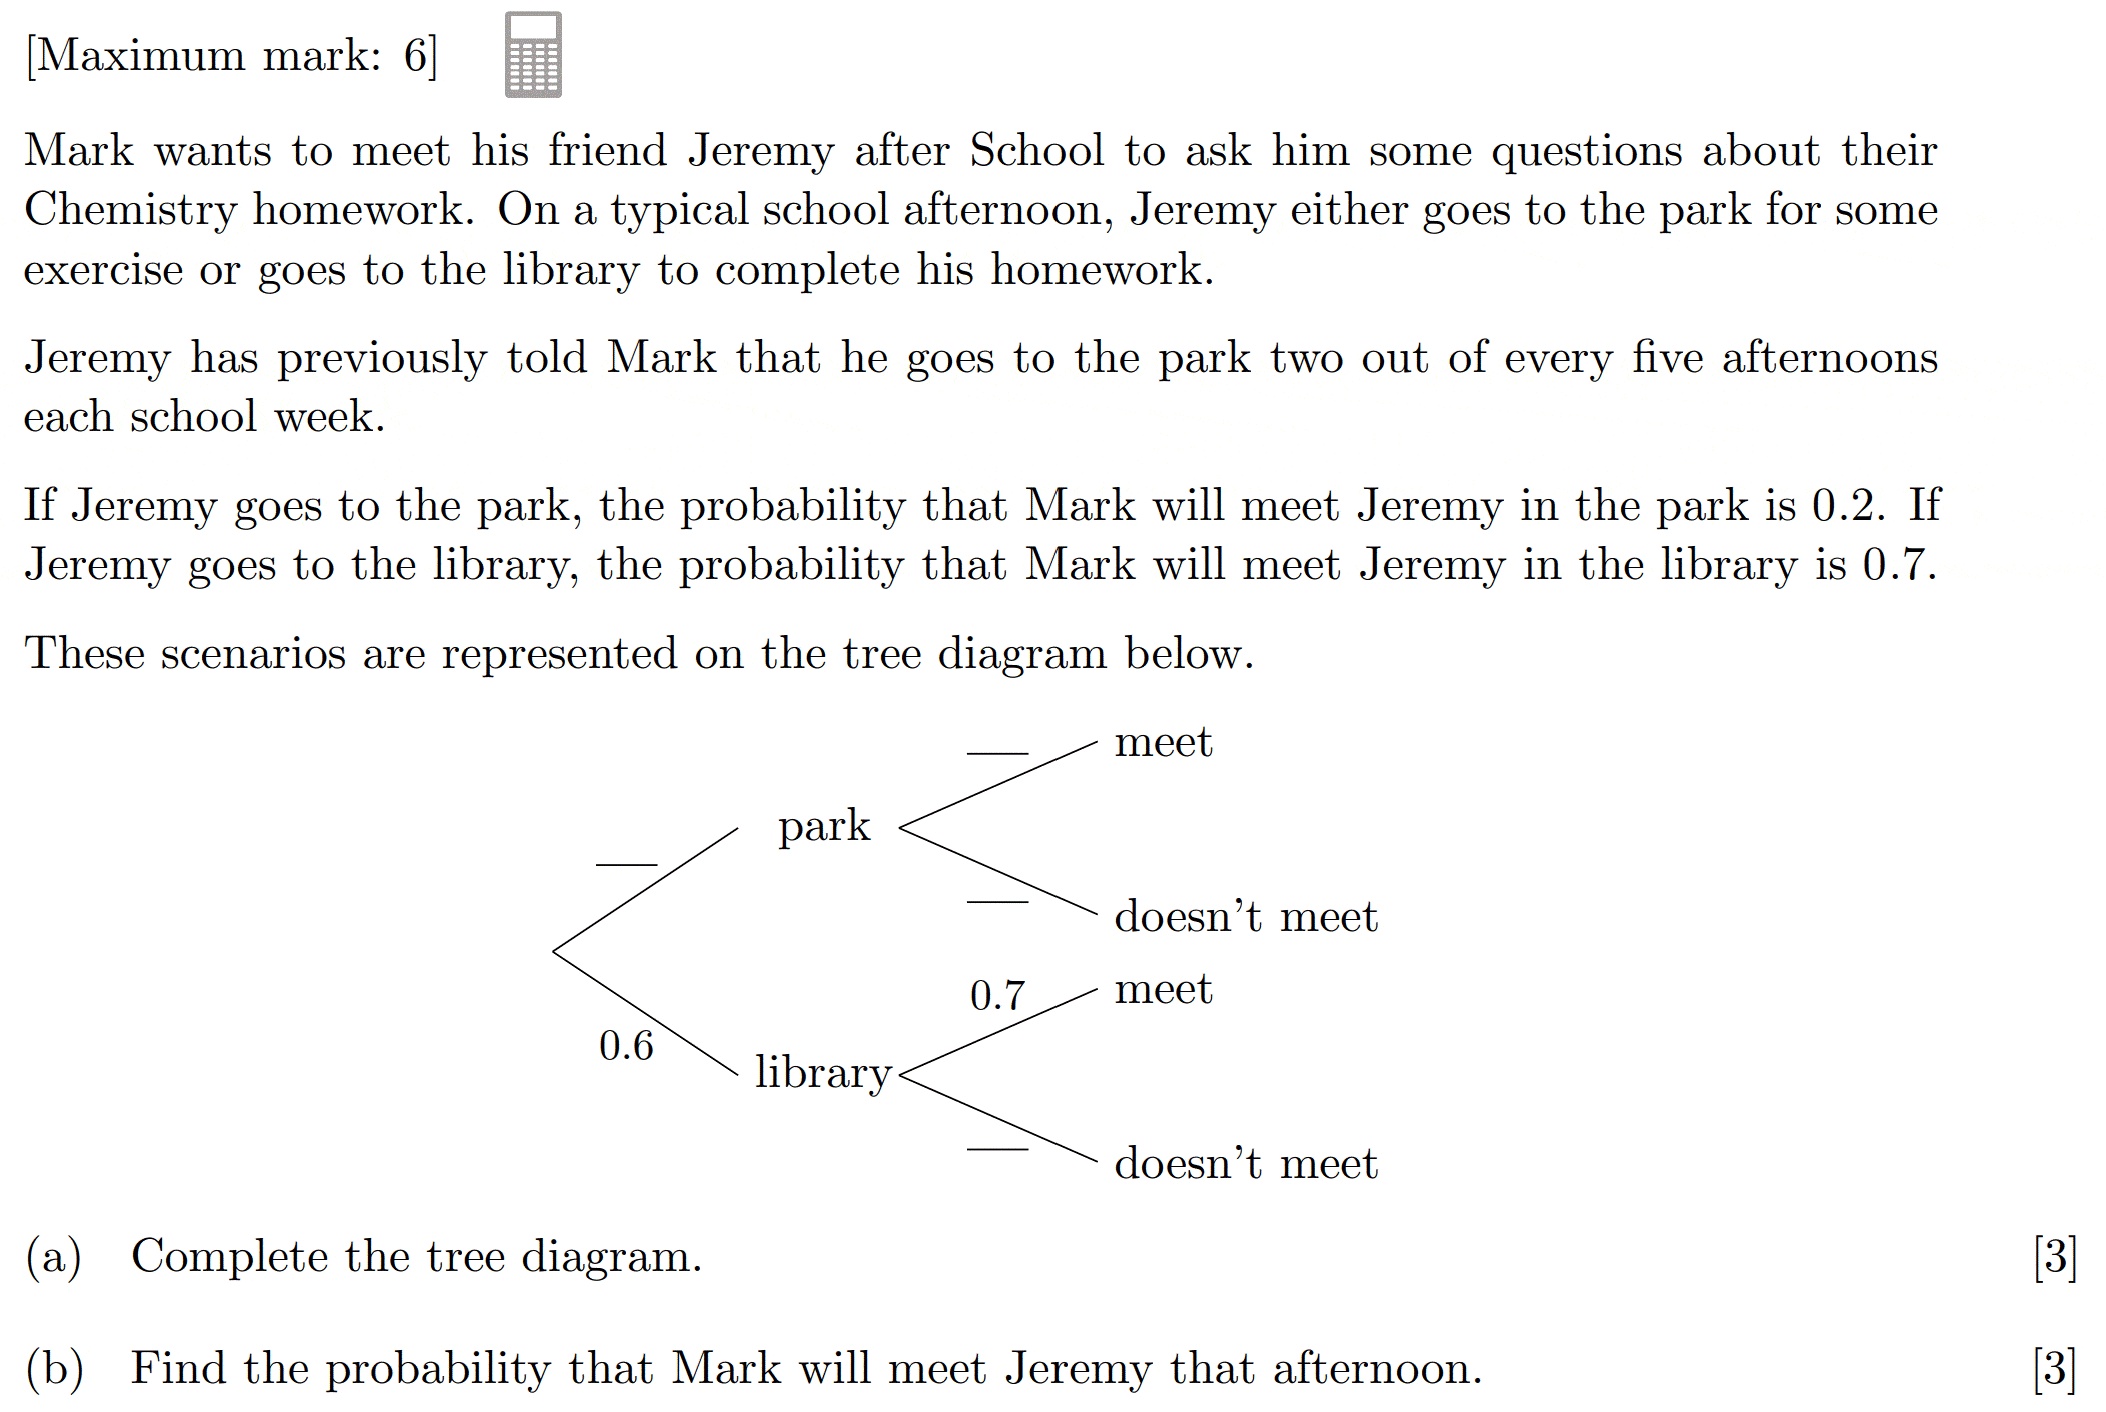 [Maximum mark: 6]
Mark wants to meet his friend Jeremy after School to ask him some questions about their
Chemistry homework. On a typical school afternoon, Jeremy either goes to the park for some
exercise or goes to the library to complete his homework.
Jeremy has previously told Mark that he goes to the park two out of every five afternoons
each school week.
If Jeremy goes to the park, the probability that Mark will meet Jeremy in the park is 0.2. If
Jeremy goes to the library, the probability that Mark will meet Jeremy in the library is 0.7.
These scenarios are represented on the tree diagram below.
meet
park
doesn't meet
0.7
meet
0.6
library
doesn't meet
(a) Complete the tree diagram. [3]
(b) Find the probability that Mark will meet Jeremy that afternoon. [3]